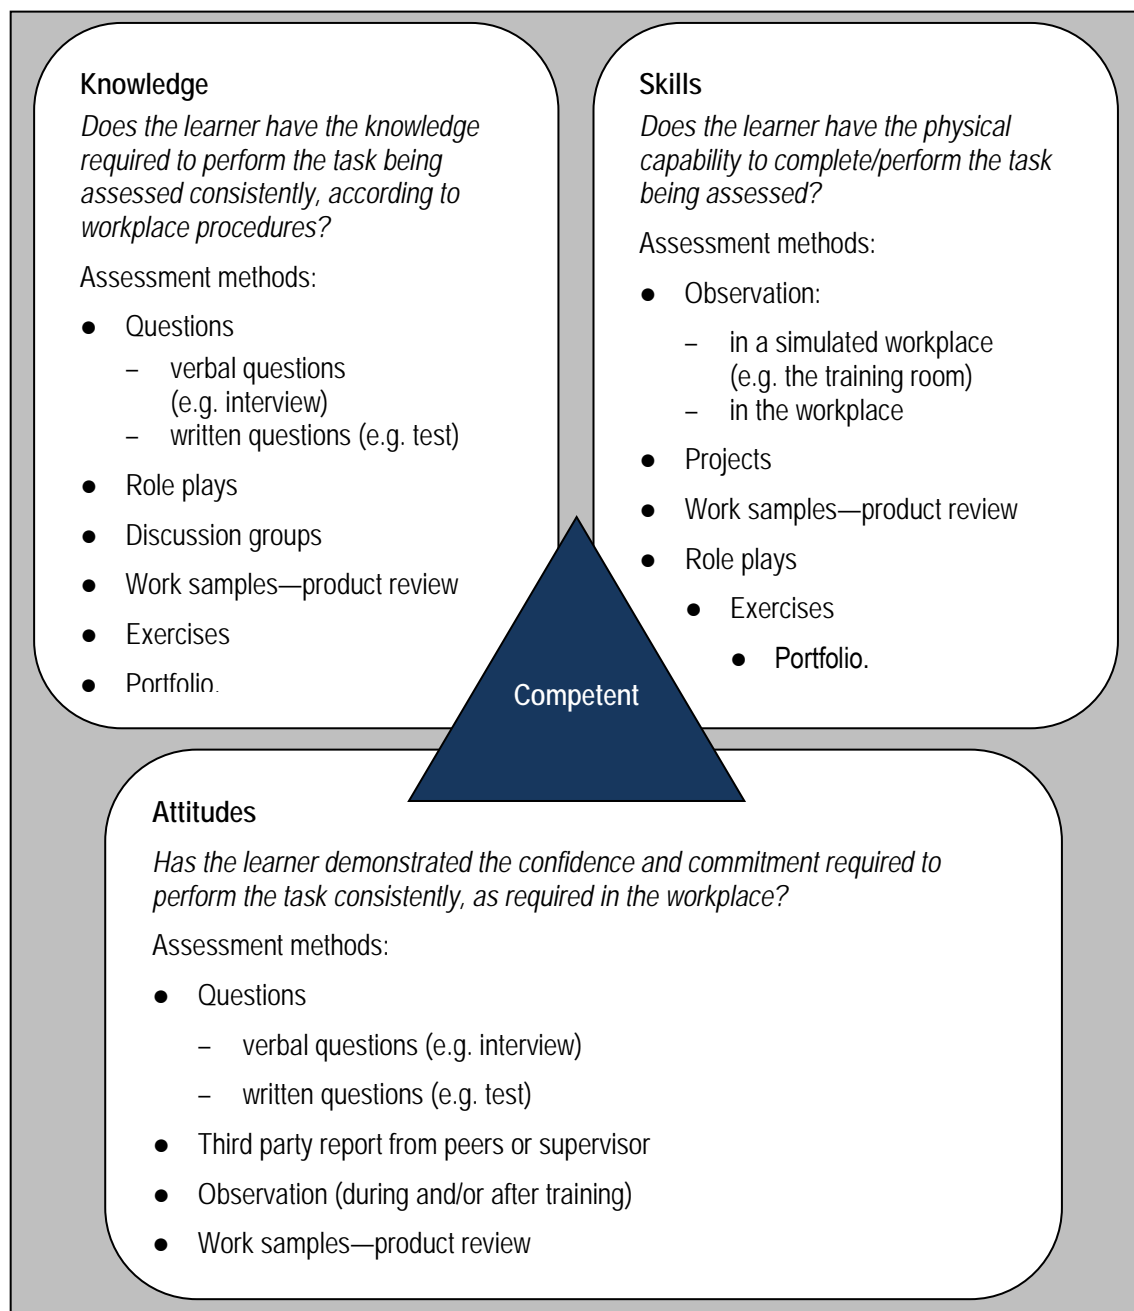 Knowledge
Does the learner have the knowledge
required to perform the task being
assessed consistently, according to
workplace procedures?
Assessment methods:
● Questions
– verbal questions
(e.g. interview)
– written questions (e.g. test)
● Role plays
● Discussion groups
● Work samples—product review
● Exercises
● Portfolio.
Skills
Does the learner have the physical
capability to complete/perform the task
being assessed?
Assessment methods:
● Observation:
– in a simulated workplace
(e.g. the training room)
– in the workplace
● Projects
● Work samples—product review
● Role plays
● Exercises
● Portfolio.
Competent
Attitudes
Has the learner demonstrated the confidence and commitment required to
perform the task consistently, as required in the workplace?
Assessment methods:
● Questions
– verbal questions (e.g. interview)
– written questions (e.g. test)
● Third party report from peers or supervisor
● Observation (during and/or after training)
● Work samples—product review